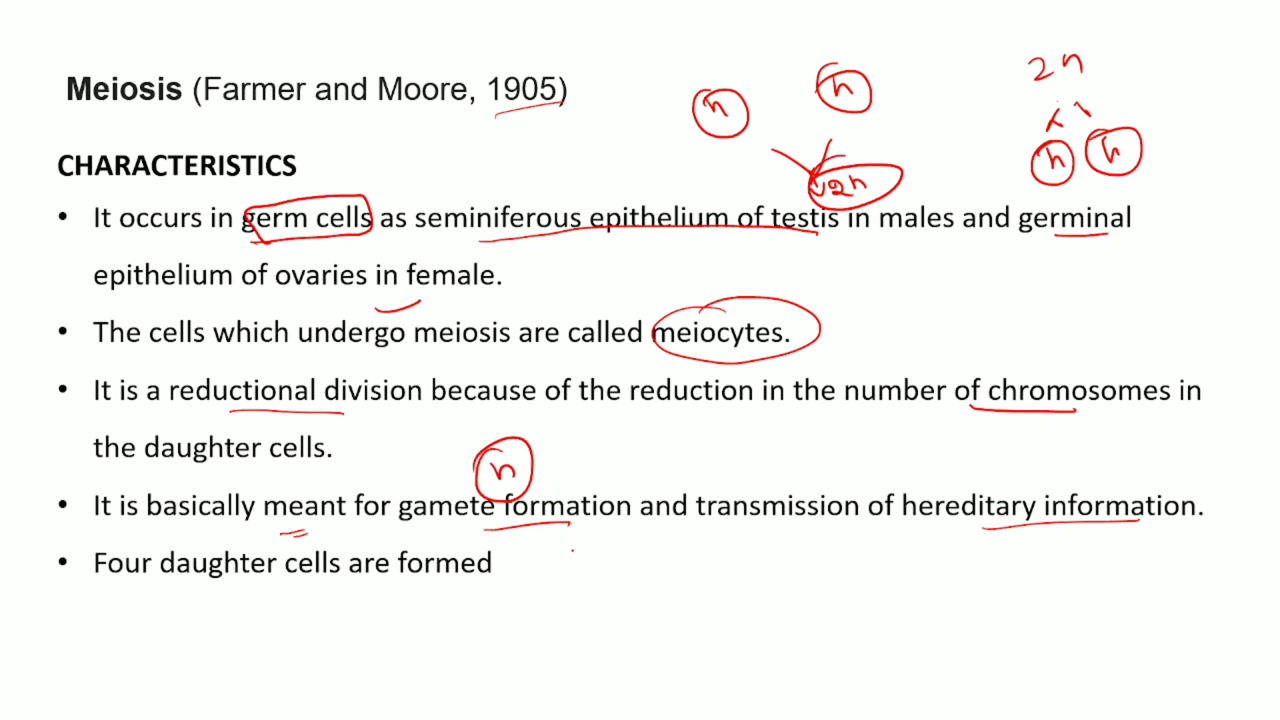 Meiosis (Farmer and Moore, 1905)
n
n
2n
2n
n
n
CHARACTERISTICS
• It occurs in germ cells as seminiferous epithelium of testis in males and germinal
epithelium of ovaries in female.
• The cells which undergo meiosis are called meiocytes.
• It is a reductional division because of the reduction in the number of chromosomes in
the daughter cells.
n
• It is basically meant for gamete formation and transmission of hereditary information.
• Four daughter cells are formed